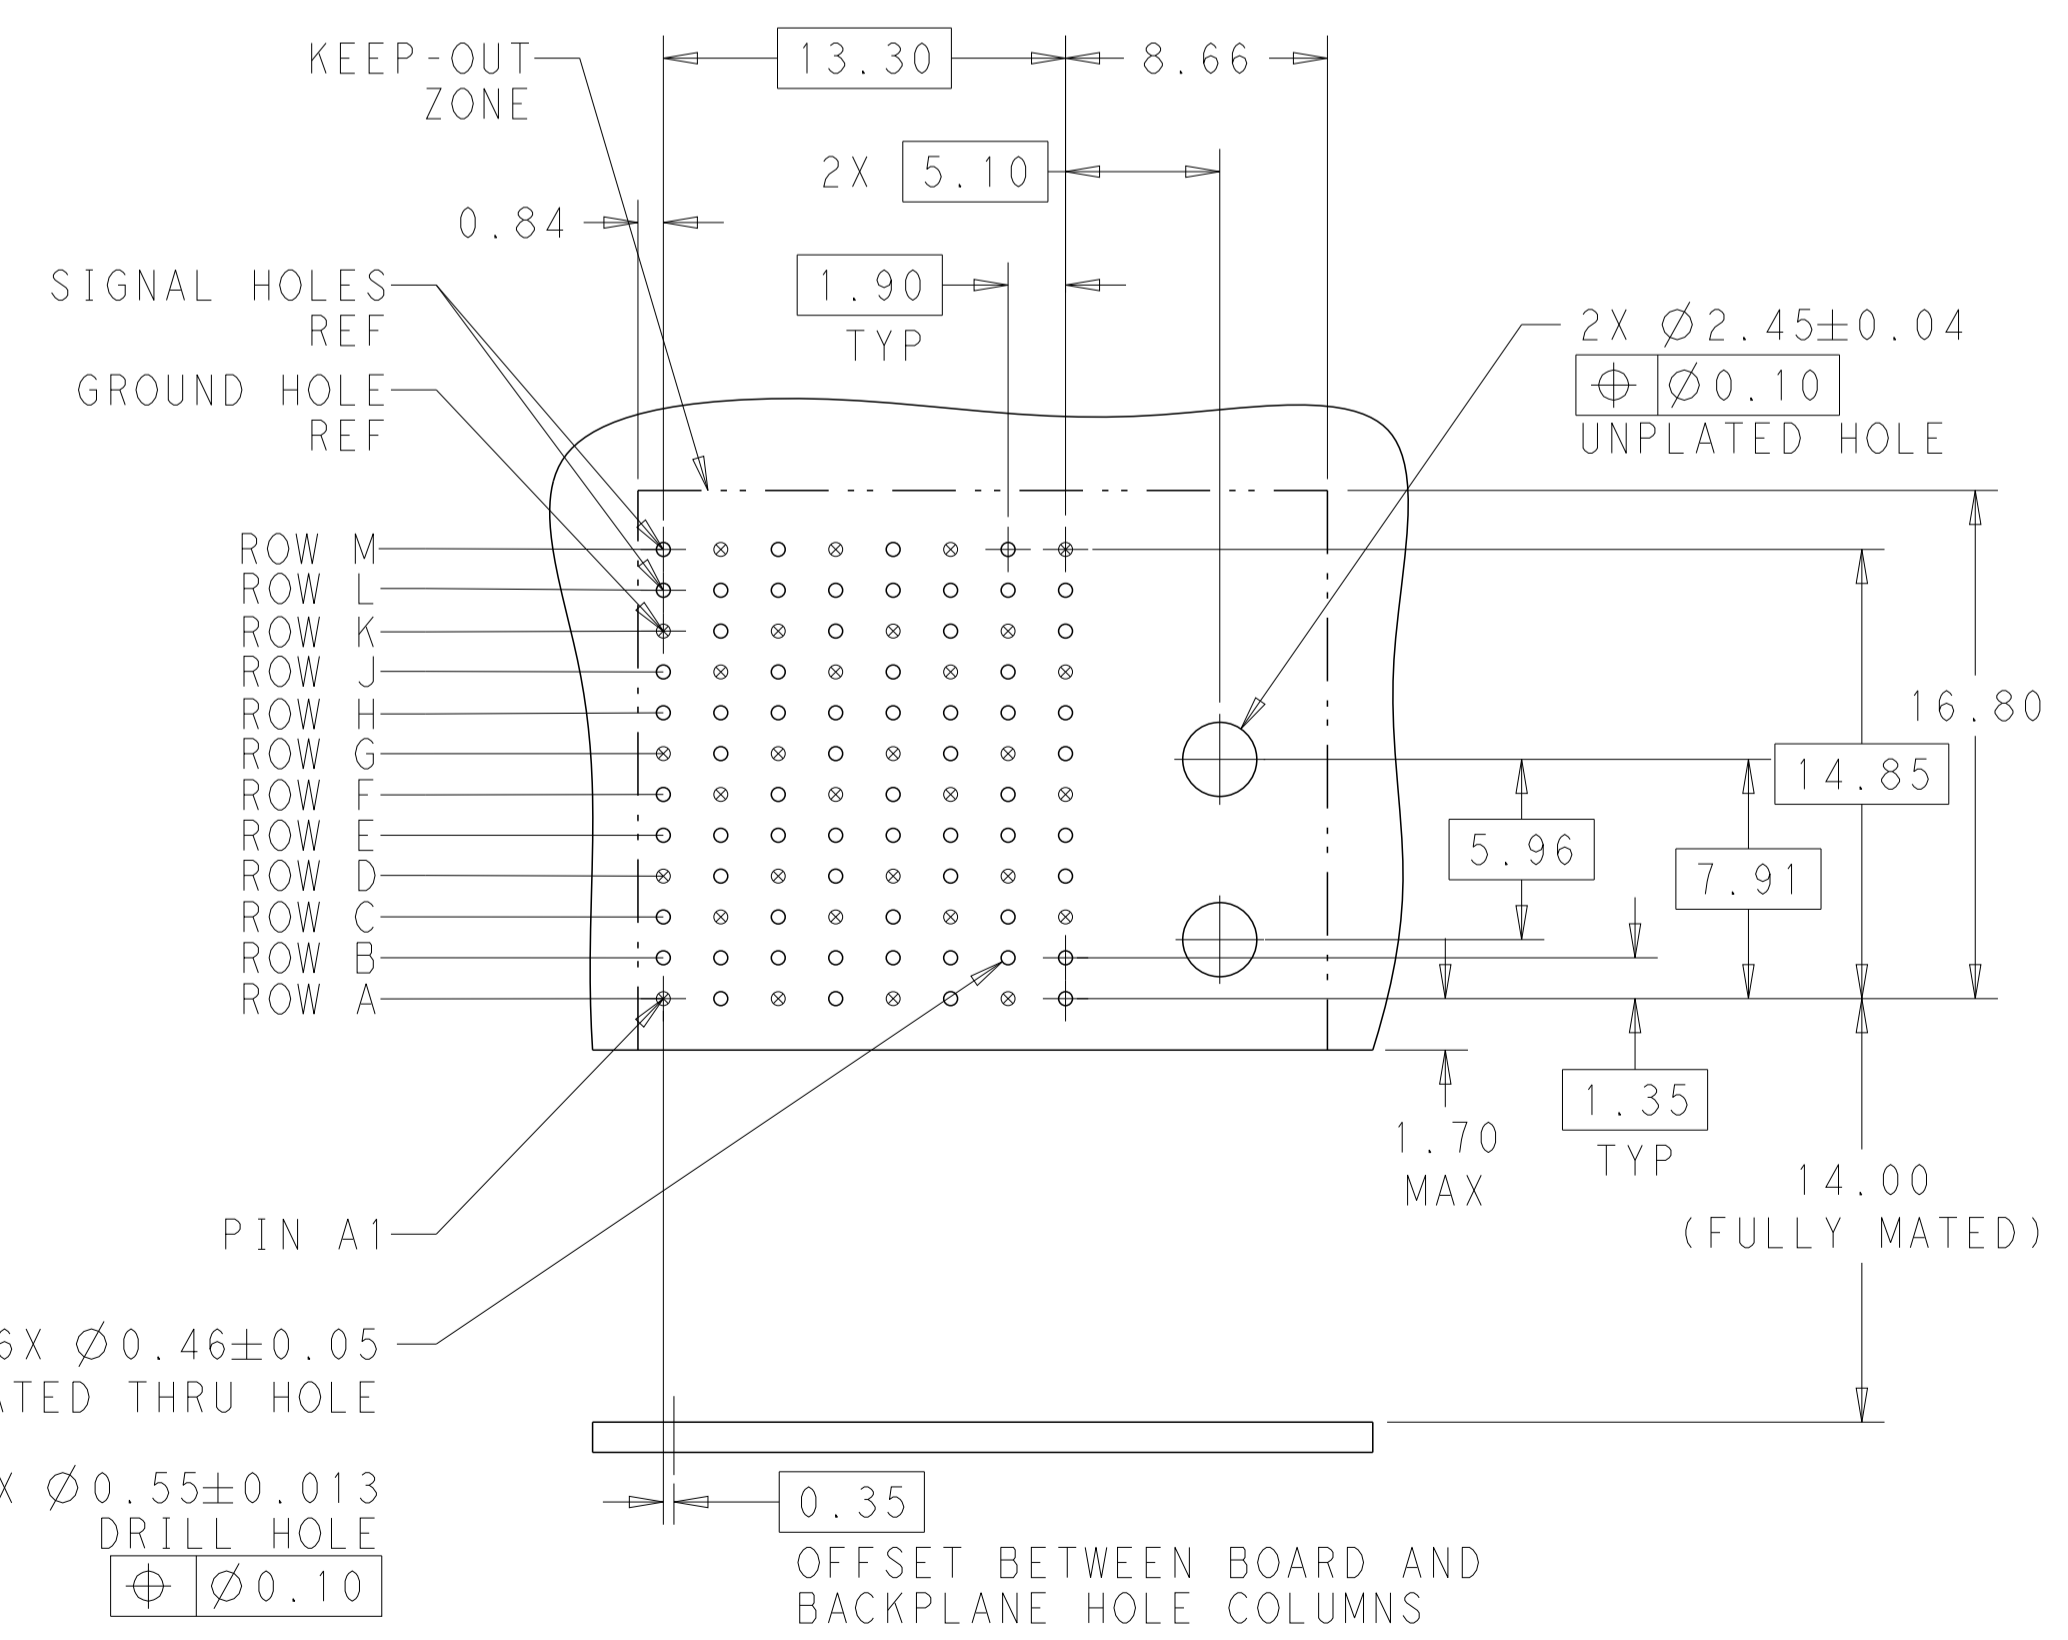 KEEP-OUT
ZONE
13.30
8.66
2X 5.10
0.84
1.90
TYP
SIGNAL HOLES
REF
GROUND HOLE
REF
2X Ø2.45±0.04
⌖ Ø0.10
UNPLATED HOLE
ROW M
ROW L
ROW K
ROW J
ROW H
ROW G
ROW F
ROW E
ROW D
ROW C
ROW B
ROW A
16.80
14.85
5.96
7.91
1.35
TYP
1.70
MAX
14.00
(FULLY MATED)
PIN A1
6X Ø0.46±0.05
ATED THRU HOLE
X Ø0.55±0.013
DRILL HOLE
⌖ Ø0.10
0.35
OFFSET BETWEEN BOARD AND
BACKPLANE HOLE COLUMNS